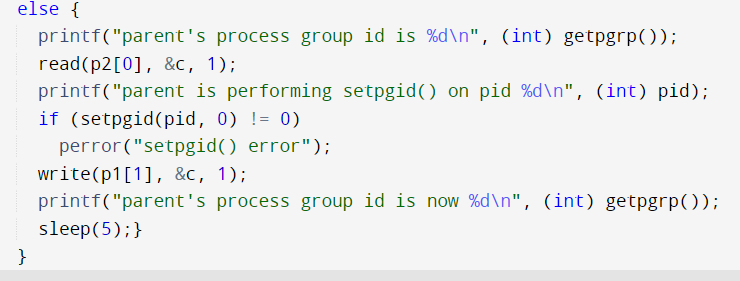 else {
printf("parent's process group id is %d\n", (int) getpgrp());
read(p2[0], &c, 1);
printf("parent is performing setpgid() on pid %d\n", (int) pid);
if (setpgid(pid, 0) != 0)
perror("setpgid() error");
write(p1[1], &c, 1);
printf("parent's process group id is now %d\n", (int) getpgrp());
sleep(5);}
}